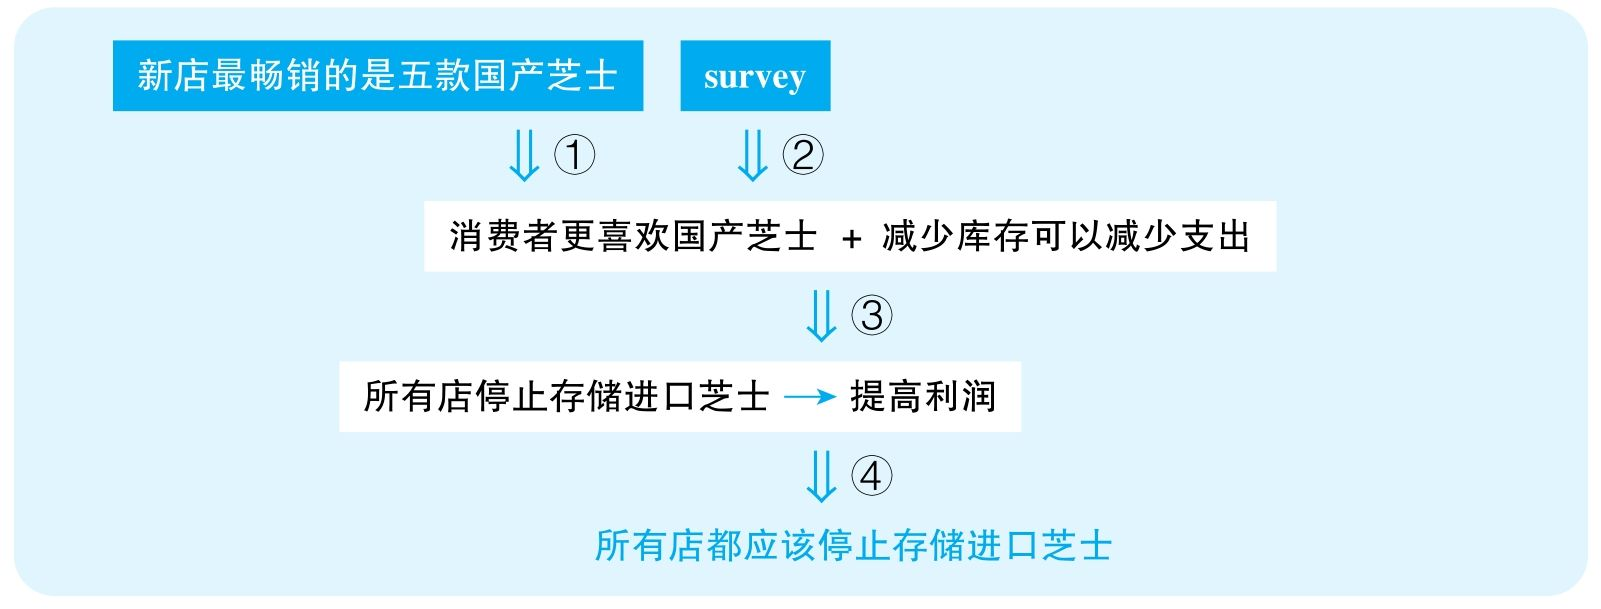 新店最畅销的是五款国产芝士 survey
① ②
消费者更喜欢国产芝士 + 减少库存可以减少支出
③
所有店停止存储进口芝士 → 提高利润
④
所有店都应该停止存储进口芝士